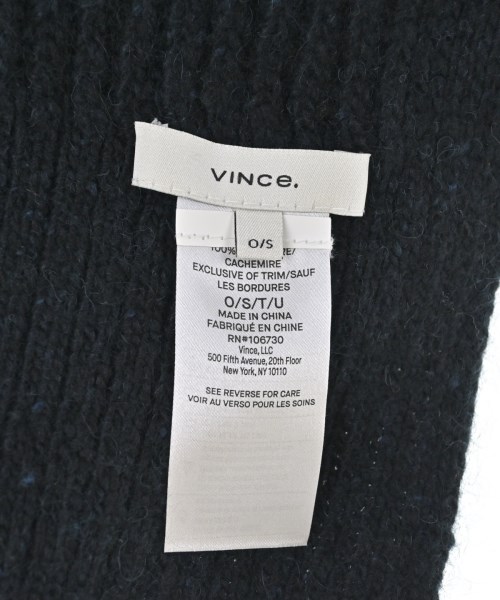 VINCE.
O/S
100%
CACHEMIRE
EXCLUSIVE OF TRIM/SAUF
LES BORDURES
O/S/T/U
MADE IN CHINA
FABRIQUÉ EN CHINE
RN#106730
Vince, LLC
500 Fifth Avenue, 20th Floor
New York, NY 10110
SEE REVERSE FOR CARE
VOIR AU VERSO POUR LES SOINS